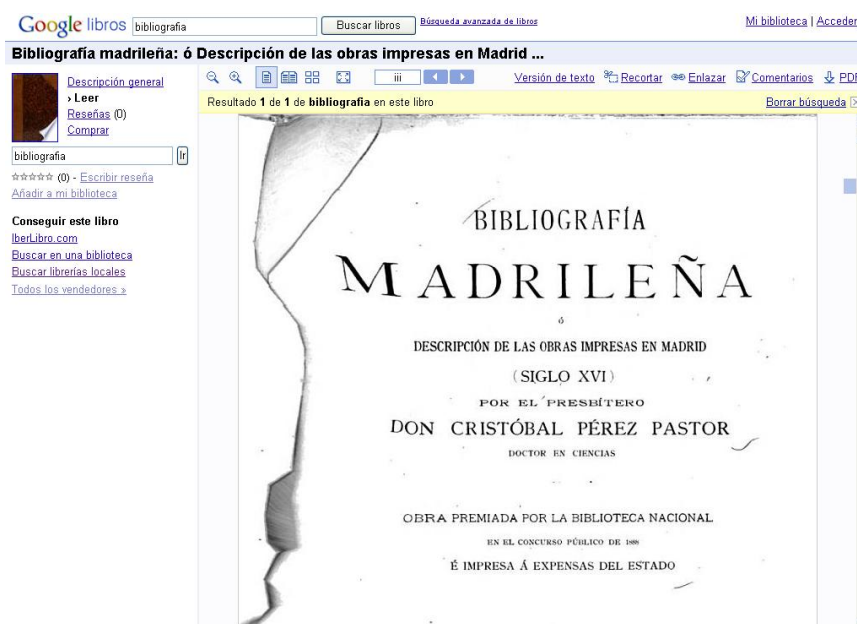 Google libros bibliografia Buscar libros Búsqueda avanzada de libros Mi biblioteca | Acceder
Bibliografía madrileña: ó Descripción de las obras impresas en Madrid ...
Descripción general
› Leer
Reseñas (0)
Comprar
bibliografia Ir
(0) - Escribir reseña
Añadir a mi biblioteca
Conseguir este libro
IberLibro.com
Buscar en una biblioteca
Buscar librerías locales
Todos los vendedores »
iii Versión de texto Recortar Enlazar Comentarios PDF
Resultado 1 de 1 de bibliografia en este libro Borrar búsqueda
BIBLIOGRAFÍA
MADRILEÑA
ó
DESCRIPCIÓN DE LAS OBRAS IMPRESAS EN MADRID
(SIGLO XVI)
POR EL PRESBÍTERO
DON CRISTÓBAL PÉREZ PASTOR
DOCTOR EN CIENCIAS
OBRA PREMIADA POR LA BIBLIOTECA NACIONAL
EN EL CONCURSO PÚBLICO DE 1888
É IMPRESA Á EXPENSAS DEL ESTADO